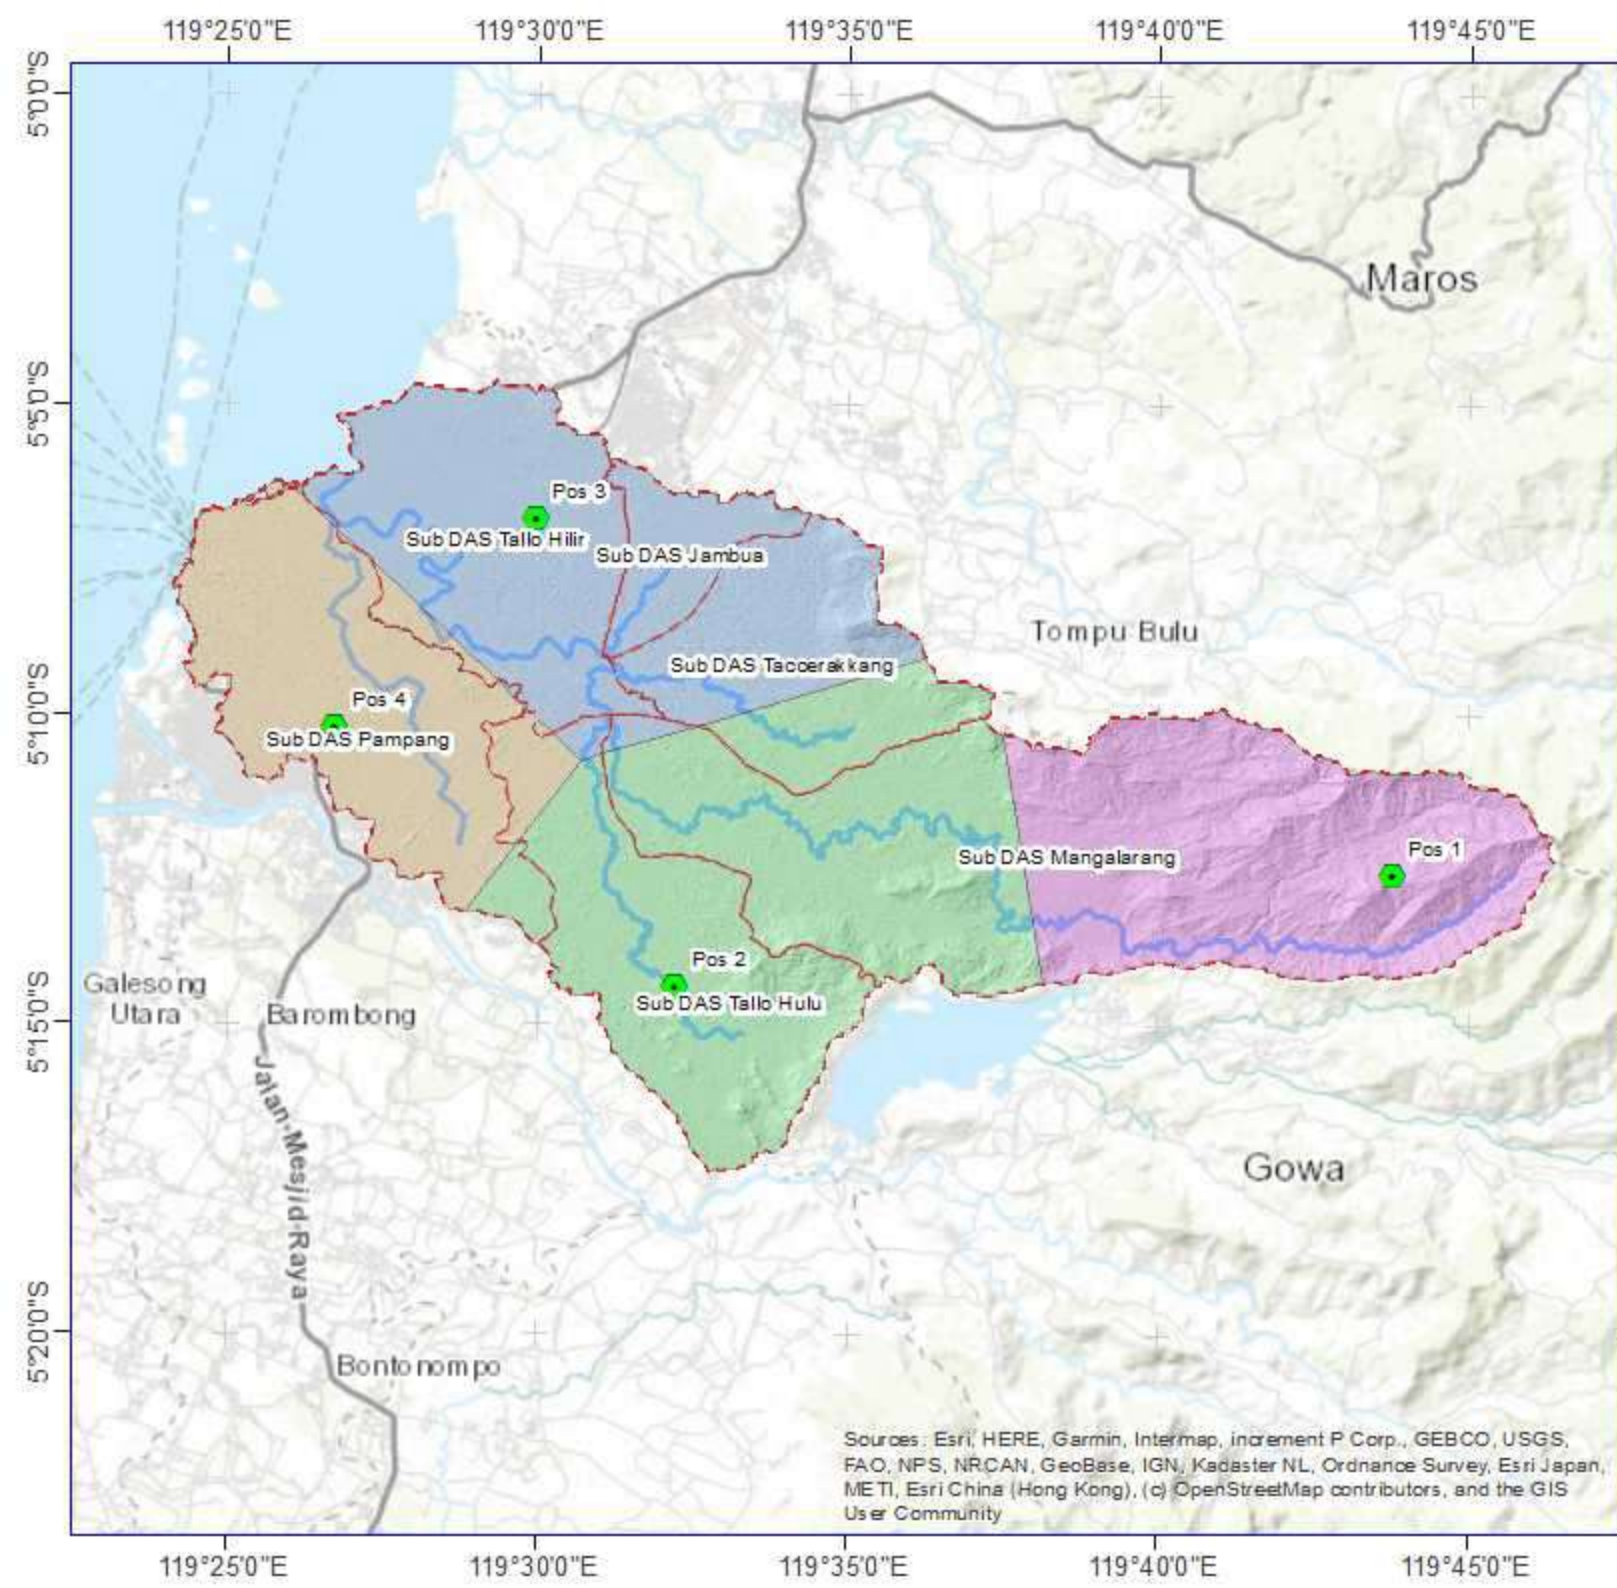 119°25'0"E 119°30'0"E 119°35'0"E 119°40'0"E 119°45'0"E
5°0'0"S
Maros
5°5'0"S
Pos 3
Sub DAS Tallo Hilir
Sub DAS Jambua
Tompu Bulu
Sub DAS Taccerakkang
5°10'0"S
Pos 4
Sub DAS Pampang
Pos 1
Sub DAS Mangalarang
Pos 2
Sub DAS Tallo Hulu
Galesong
Utara
Barombong
5°15'0"S
Jalan-Mesjid-Raya
Gowa
5°20'0"S
Bontonompo
Sources: Esri, HERE, Garmin, Intermap, increment P Corp., GEBCO, USGS,
FAO, NPS, NRCAN, GeoBase, IGN, Kadaster NL, Ordnance Survey, Esri Japan,
METI, Esri China (Hong Kong), (c) OpenStreetMap contributors, and the GIS
User Community
119°25'0"E 119°30'0"E 119°35'0"E 119°40'0"E 119°45'0"E